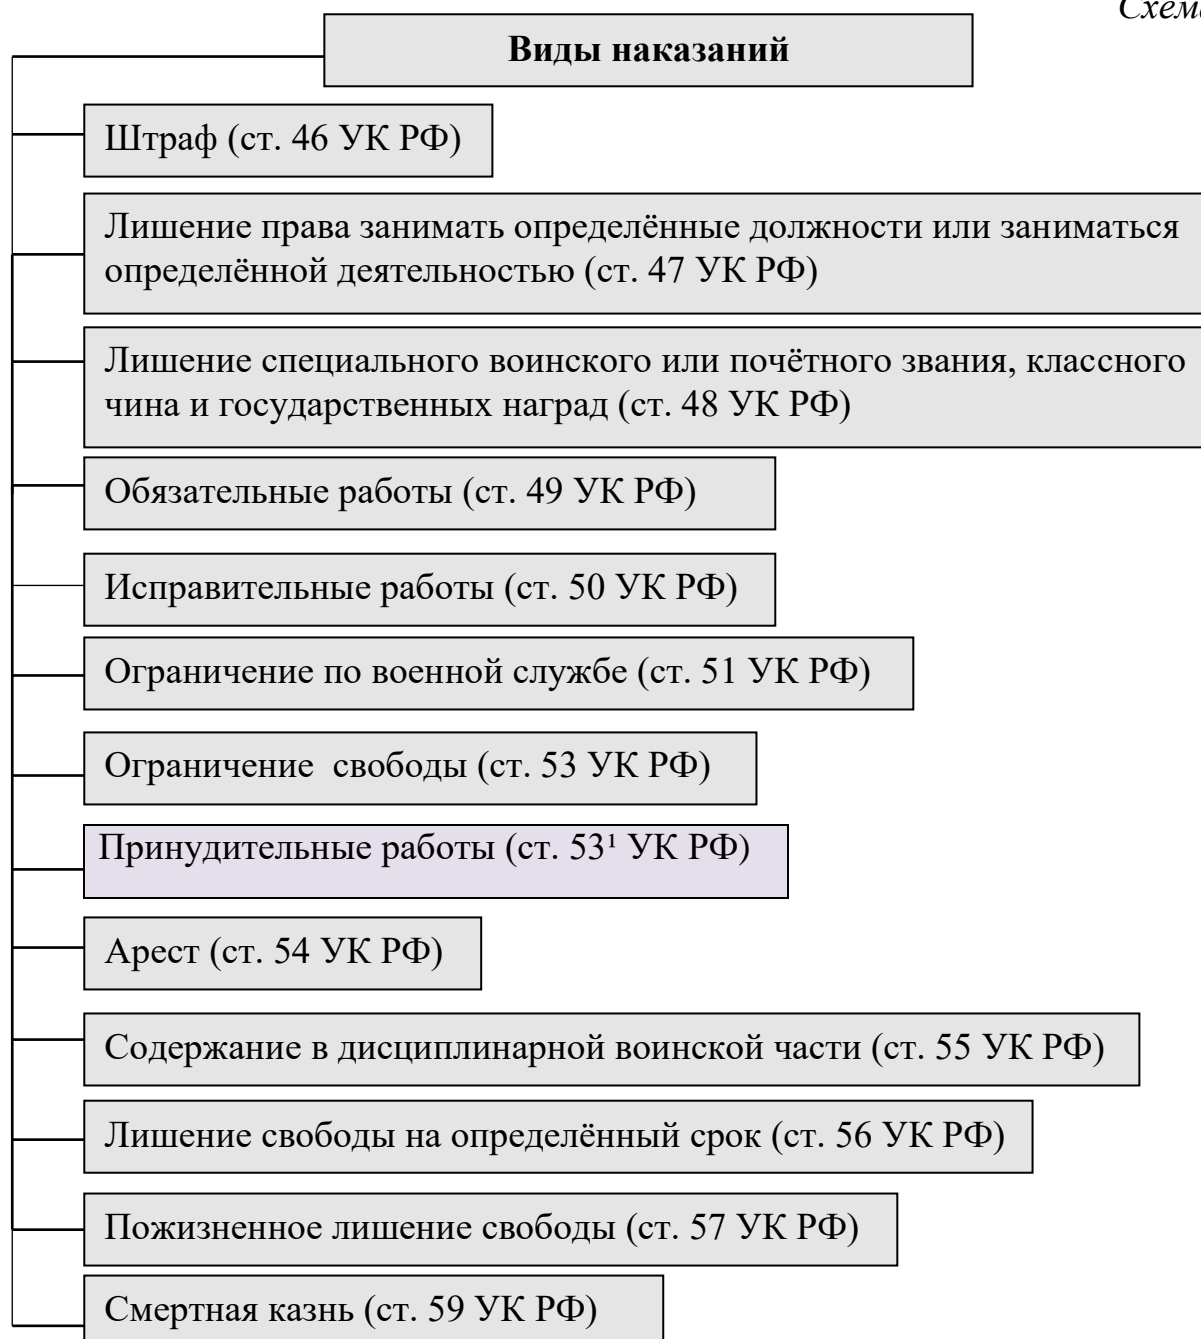 Схема
Виды наказаний
Штраф (ст. 46 УК РФ)
Лишение права занимать определённые должности или заниматься
определённой деятельностью (ст. 47 УК РФ)
Лишение специального воинского или почётного звания, классного
чина и государственных наград (ст. 48 УК РФ)
Обязательные работы (ст. 49 УК РФ)
Исправительные работы (ст. 50 УК РФ)
Ограничение по военной службе (ст. 51 УК РФ)
Ограничение  свободы (ст. 53 УК РФ)
Принудительные работы (ст. 53¹ УК РФ)
Арест (ст. 54 УК РФ)
Содержание в дисциплинарной воинской части (ст. 55 УК РФ)
Лишение свободы на определённый срок (ст. 56 УК РФ)
Пожизненное лишение свободы (ст. 57 УК РФ)
Смертная казнь (ст. 59 УК РФ)